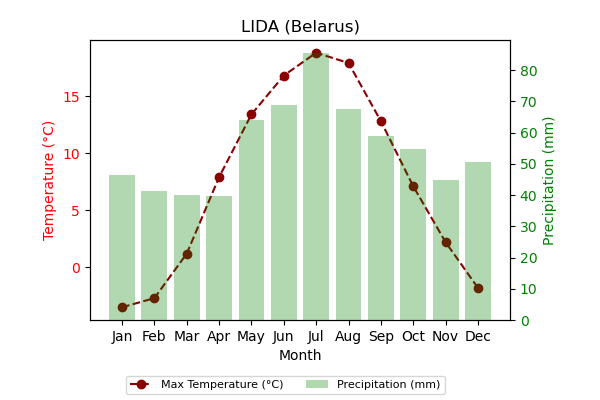 LIDA (Belarus)
Temperature (°C)
15
10
5
0
80
70
60
50
40
30
20
10
0
Precipitation (mm)
Jan Feb Mar Apr May Jun Jul Aug Sep Oct Nov Dec
Month
Max Temperature (°C) Precipitation (mm)